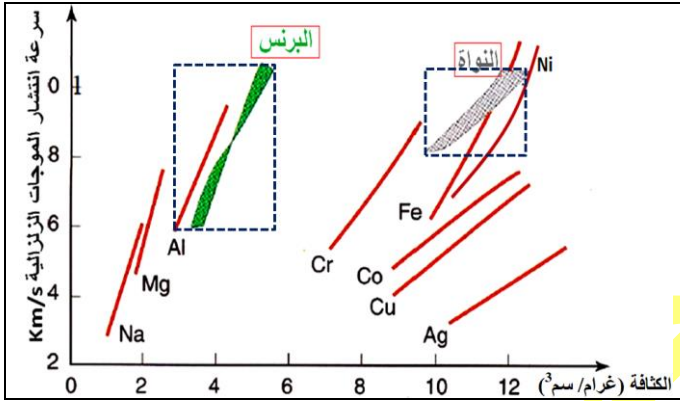 البرنس
النواة
Ni
سرعة انتشار الموجات الزلزالية Km/s
10
8
6
4
2
Al
Mg
Na
Cr
Fe
Co
Cu
Ag
0 2 4 6 8 10 12
الكثافة (غرام/ سم³)